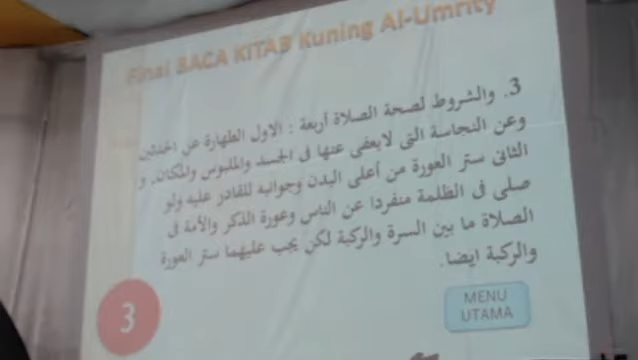 Final BACA KITAB Kuning Al-Umrity
3. والشروط لصحة الصلاة أربعة : الاول الطهارة عن الحدثين
وعن النجاسة التى لايعفى عنها فى الجسد والملبوس والمكان، و
الثانى ستر العورة من أعلى البدن وجوانبه للقادر عليه ولو
صلى فى الظلمة منفردا عن الناس وعورة الذكر والأمة فى
الصلاة ما بين السرة والركبة لكن يجب عليهما ستر العورة
والركبة ايضا.
MENU
UTAMA
3